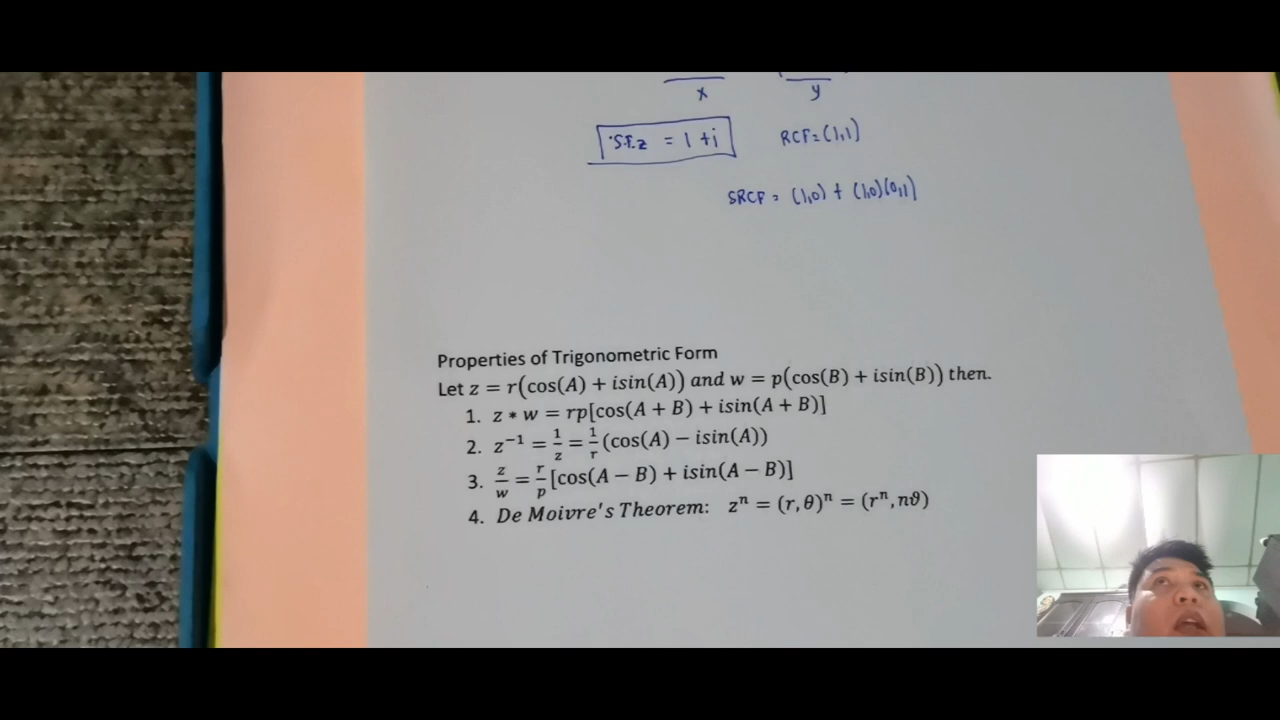 x y
S.F.z = 1 + i RCF = (1,1)
SRCF = (1,0) + (1,0)(0,1)
Properties of Trigonometric Form
Let z = r(cos(A) + isin(A)) and w = p(cos(B) + isin(B)) then.
1. z * w = rp[cos(A + B) + isin(A + B)]
2. z⁻¹ = 1/z = 1/r (cos(A) − isin(A))
3. z/w = r/p [cos(A − B) + isin(A − B)]
4. De Moivre's Theorem: zⁿ = (r, θ)ⁿ = (rⁿ, nϑ)